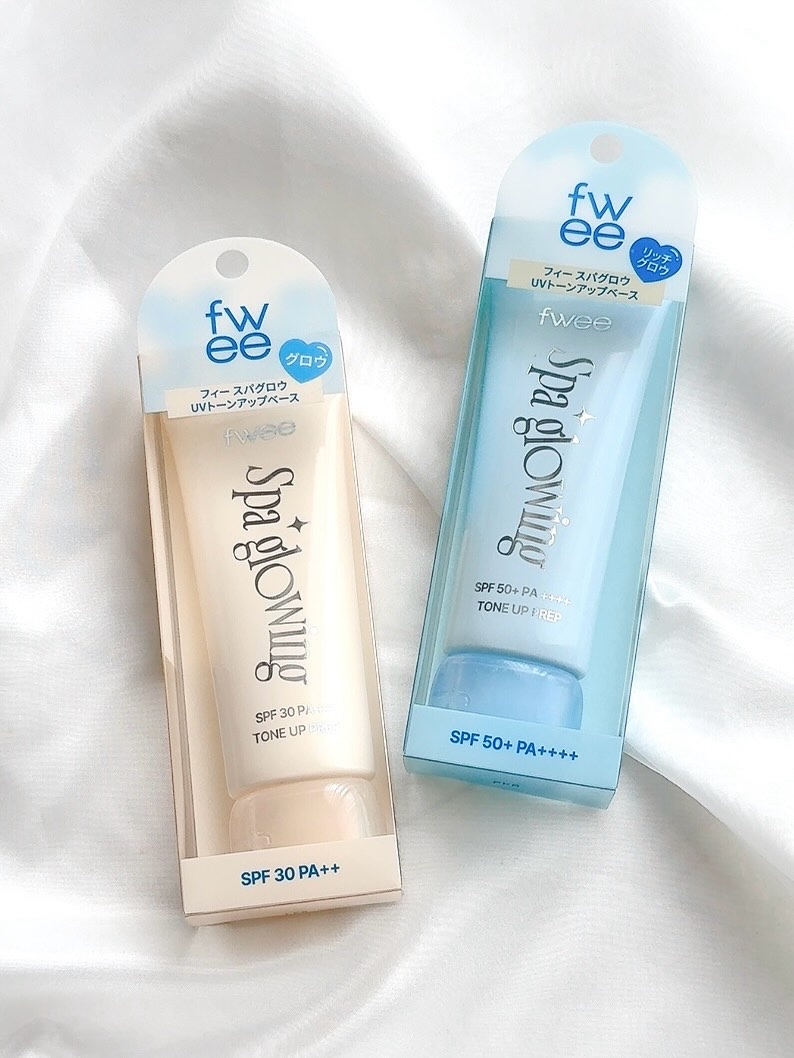 fw
ee
グロウ
フィー スパグロウ
UVトーンアップベース
fwee
Spa glowing
SPF 30 PA
TONE UP PREP
SPF 30 PA++
fw
ee
リッチ
グロウ
フィー スパグロウ
UVトーンアップベース
fwee
Spa glowing
SPF 50+ PA ++++
TONE UP PREP
SPF 50+ PA++++